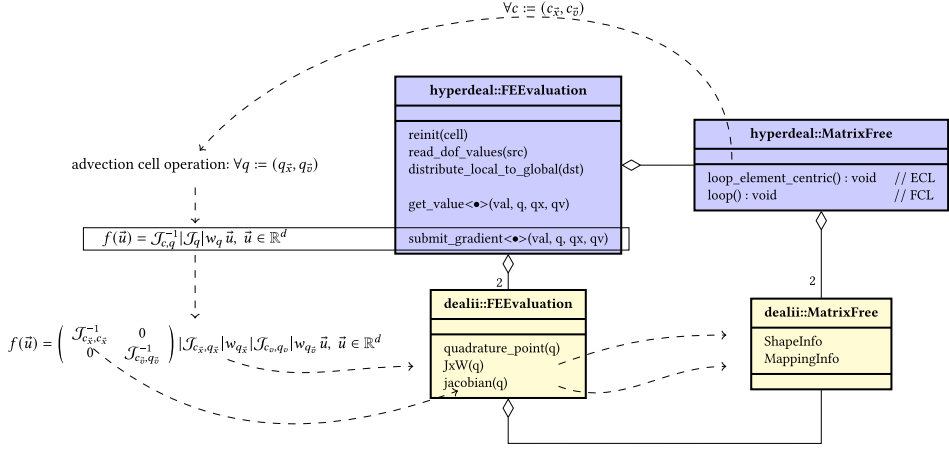 ∀c := (c_x⃗, c_v⃗)
hyperdeal::FEEvaluation
reinit(cell)
read_dof_values(src)
distribute_local_to_global(dst)
get_value<●>(val, q, qx, qv)
submit_gradient<●>(val, q, qx, qv)
hyperdeal::MatrixFree
loop_element_centric() : void // ECL
loop() : void // FCL
advection cell operation: ∀q := (q_x⃗, q_v⃗)
f(u⃗) = 𝒥_{c,q}^{-1}|𝒥_q|w_q u⃗, u⃗ ∈ ℝ^d
2
2
dealii::FEEvaluation
quadrature_point(q)
JxW(q)
jacobian(q)
dealii::MatrixFree
ShapeInfo
MappingInfo
f(u⃗) = ( 𝒥_{c_x⃗,q_x⃗}^{-1} 0
0 𝒥_{c_v⃗,q_v⃗}^{-1} ) |𝒥_{c_x⃗,q_x⃗}|w_{q_x⃗}|𝒥_{c_v,q_v}|w_{q_v⃗} u⃗, u⃗ ∈ ℝ^d